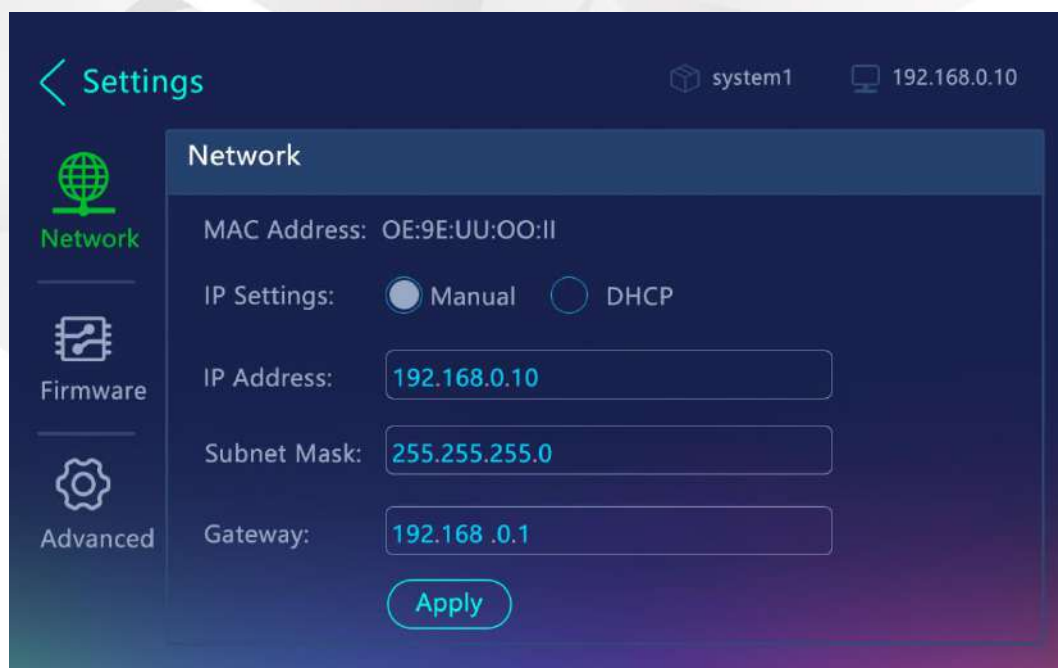 Settings
system1
192.168.0.10
Network
Firmware
Advanced
Network
MAC Address: OE:9E:UU:OO:II
IP Settings: Manual DHCP
IP Address: 192.168.0.10
Subnet Mask: 255.255.255.0
Gateway: 192.168 .0.1
Apply